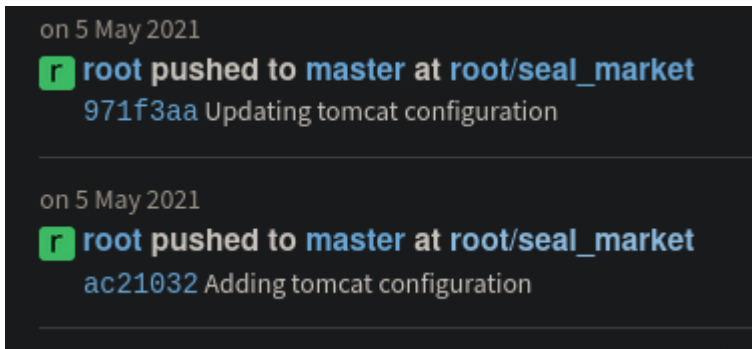 on 5 May 2021
r root pushed to master at root/seal_market
971f3aa Updating tomcat configuration
on 5 May 2021
r root pushed to master at root/seal_market
ac21032 Adding tomcat configuration